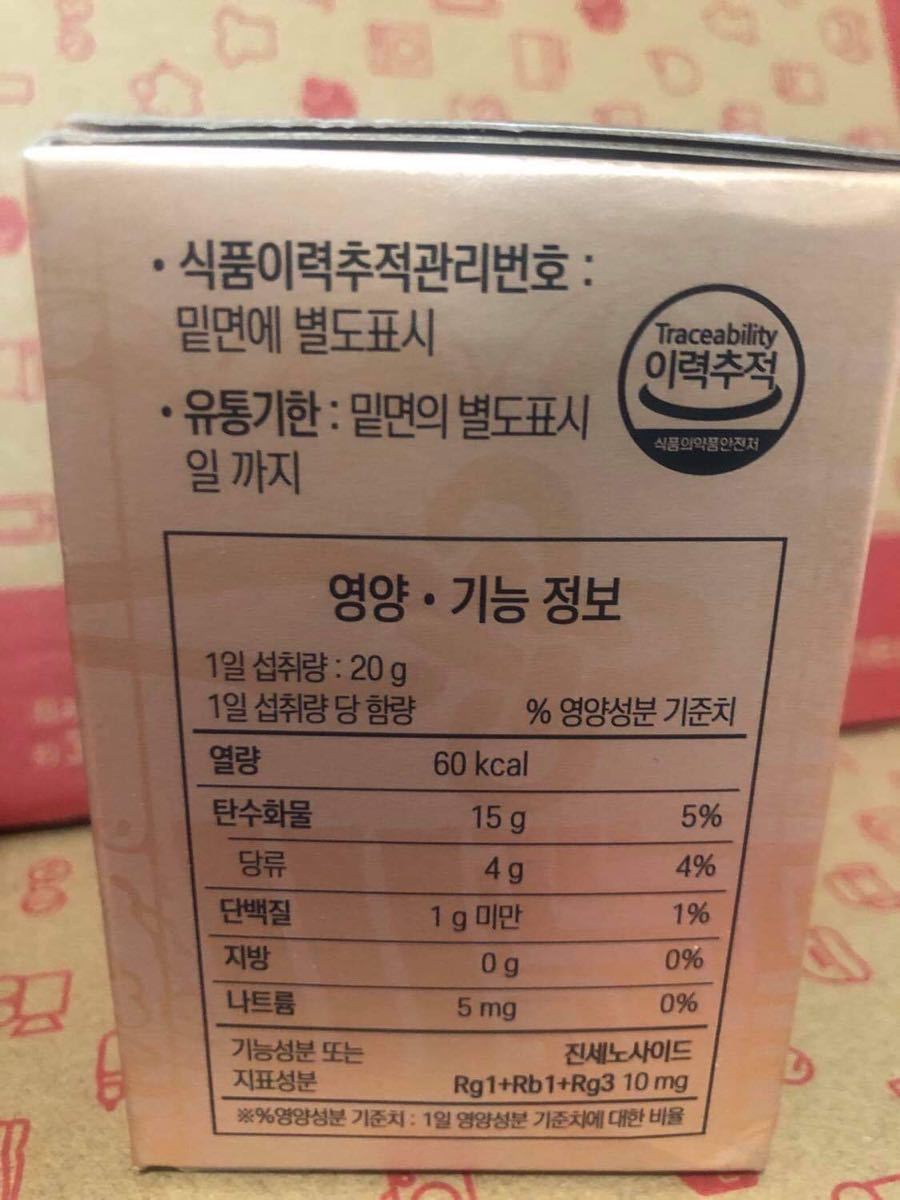 • 식품이력추적관리번호 :
밑면에 별도표시
• 유통기한 : 밑면의 별도표시
일 까지
Traceability
이력추적
식품의약품안전처
영양 • 기능 정보
1일 섭취량 : 20 g
1일 섭취량 당 함량 % 영양성분 기준치
열량 60 kcal
탄수화물 15 g 5%
당류 4 g 4%
단백질 1 g 미만 1%
지방 0 g 0%
나트륨 5 mg 0%
기능성분 또는 진세노사이드
지표성분 Rg1+Rb1+Rg3 10 mg
※%영양성분 기준치 : 1일 영양성분 기준치에 대한 비율